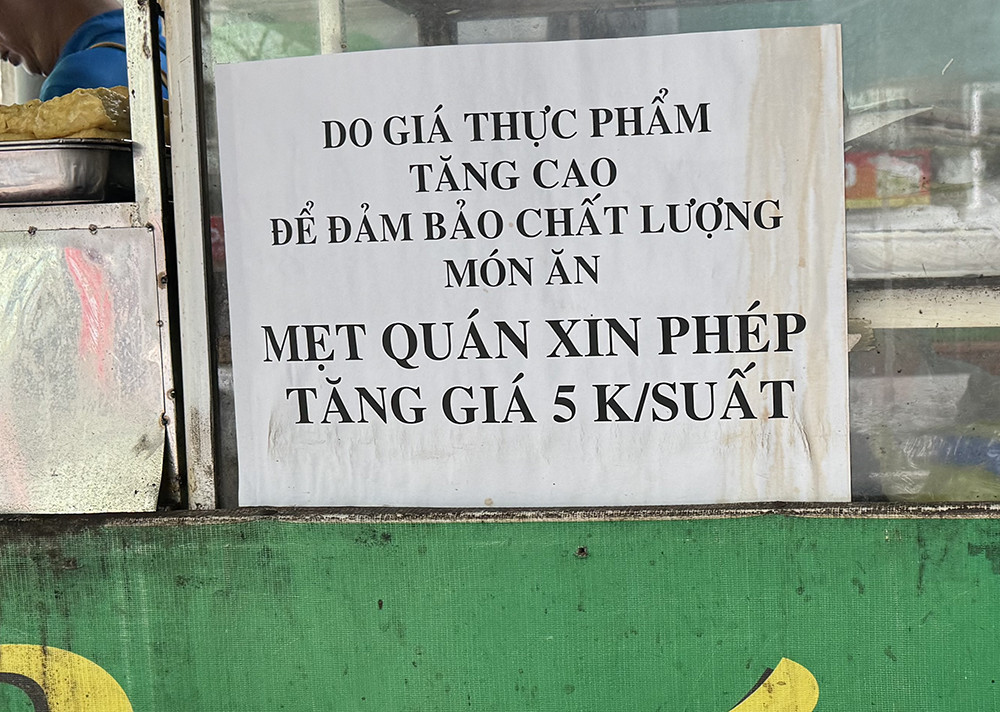 DO GIÁ THỰC PHẨM
TĂNG CAO
ĐỂ ĐẢM BẢO CHẤT LƯỢNG
MÓN ĂN
MẸT QUÁN XIN PHÉP
TĂNG GIÁ 5 K/SUẤT